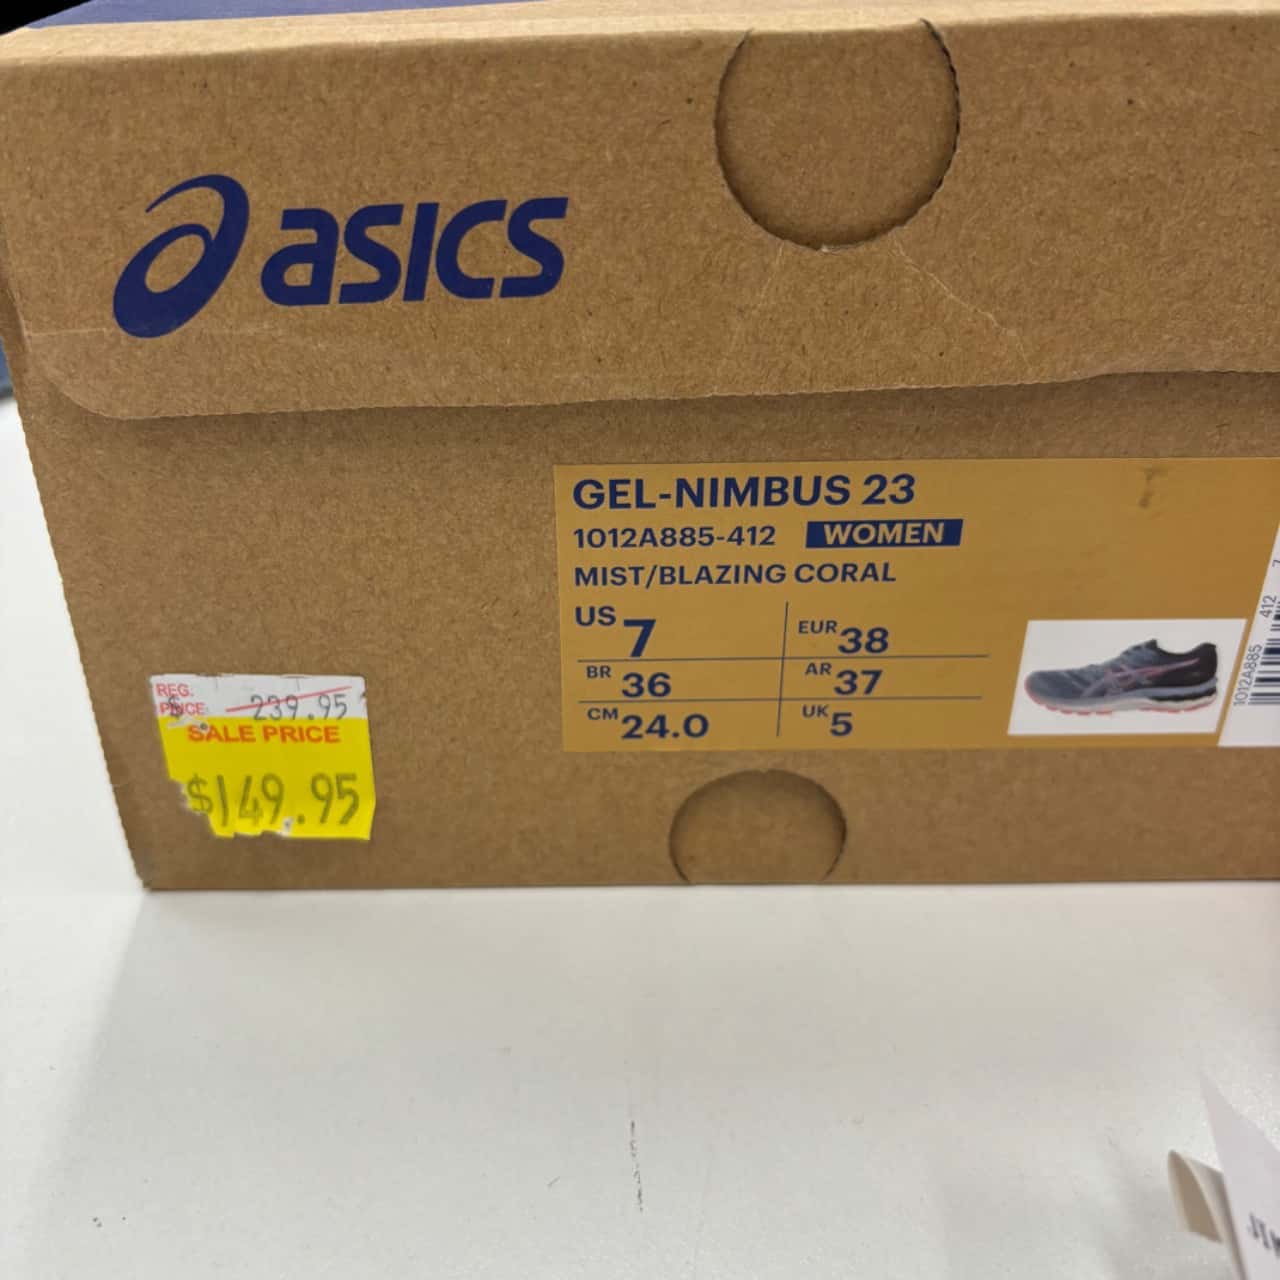 asics
GEL-NIMBUS 23
1012A885-412 WOMEN
MIST/BLAZING CORAL
US 7 EUR 38
BR 36 AR 37
CM 24.0 UK 5
1012A885 412 7
REG.
PRICE $ 239.95
SALE PRICE
$149.95